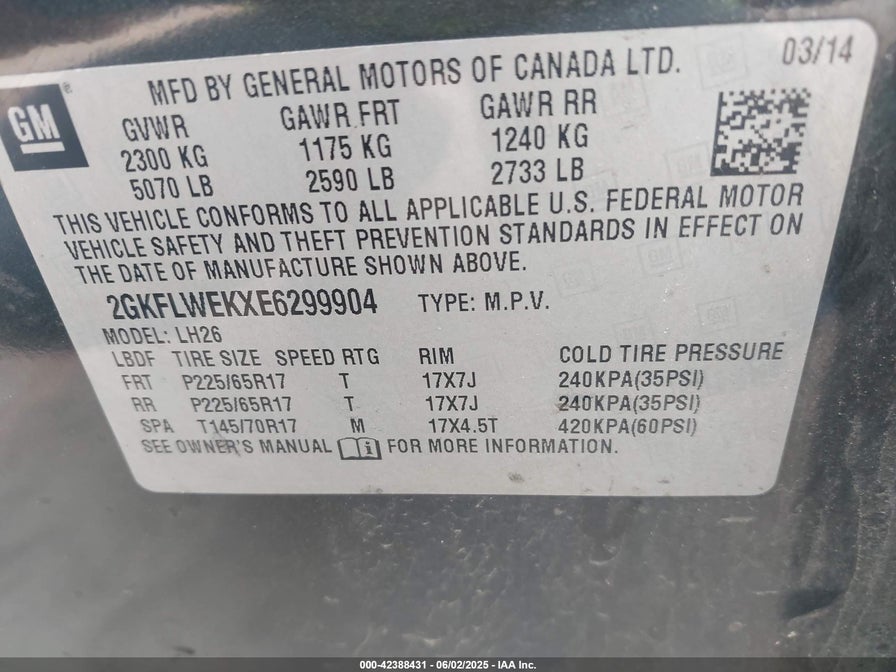 MFD BY GENERAL MOTORS OF CANADA LTD. 03/14
GM ®
GVWR GAWR FRT GAWR RR
2300 KG 1175 KG 1240 KG
5070 LB 2590 LB 2733 LB
THIS VEHICLE CONFORMS TO ALL APPLICABLE U.S. FEDERAL MOTOR
VEHICLE SAFETY AND THEFT PREVENTION STANDARDS IN EFFECT ON
THE DATE OF MANUFACTURE SHOWN ABOVE.
2GKFLWEKXE6299904 TYPE: M.P.V.
MODEL: LH26
LBDF TIRE SIZE SPEED RTG RIM COLD TIRE PRESSURE
FRT P225/65R17 T 17X7J 240KPA(35PSI)
RR P225/65R17 T 17X7J 240KPA(35PSI)
SPA T145/70R17 M 17X4.5T 420KPA(60PSI)
SEE OWNER'S MANUAL i FOR MORE INFORMATION.
000-42388431 - 06/02/2025 - IAA Inc.